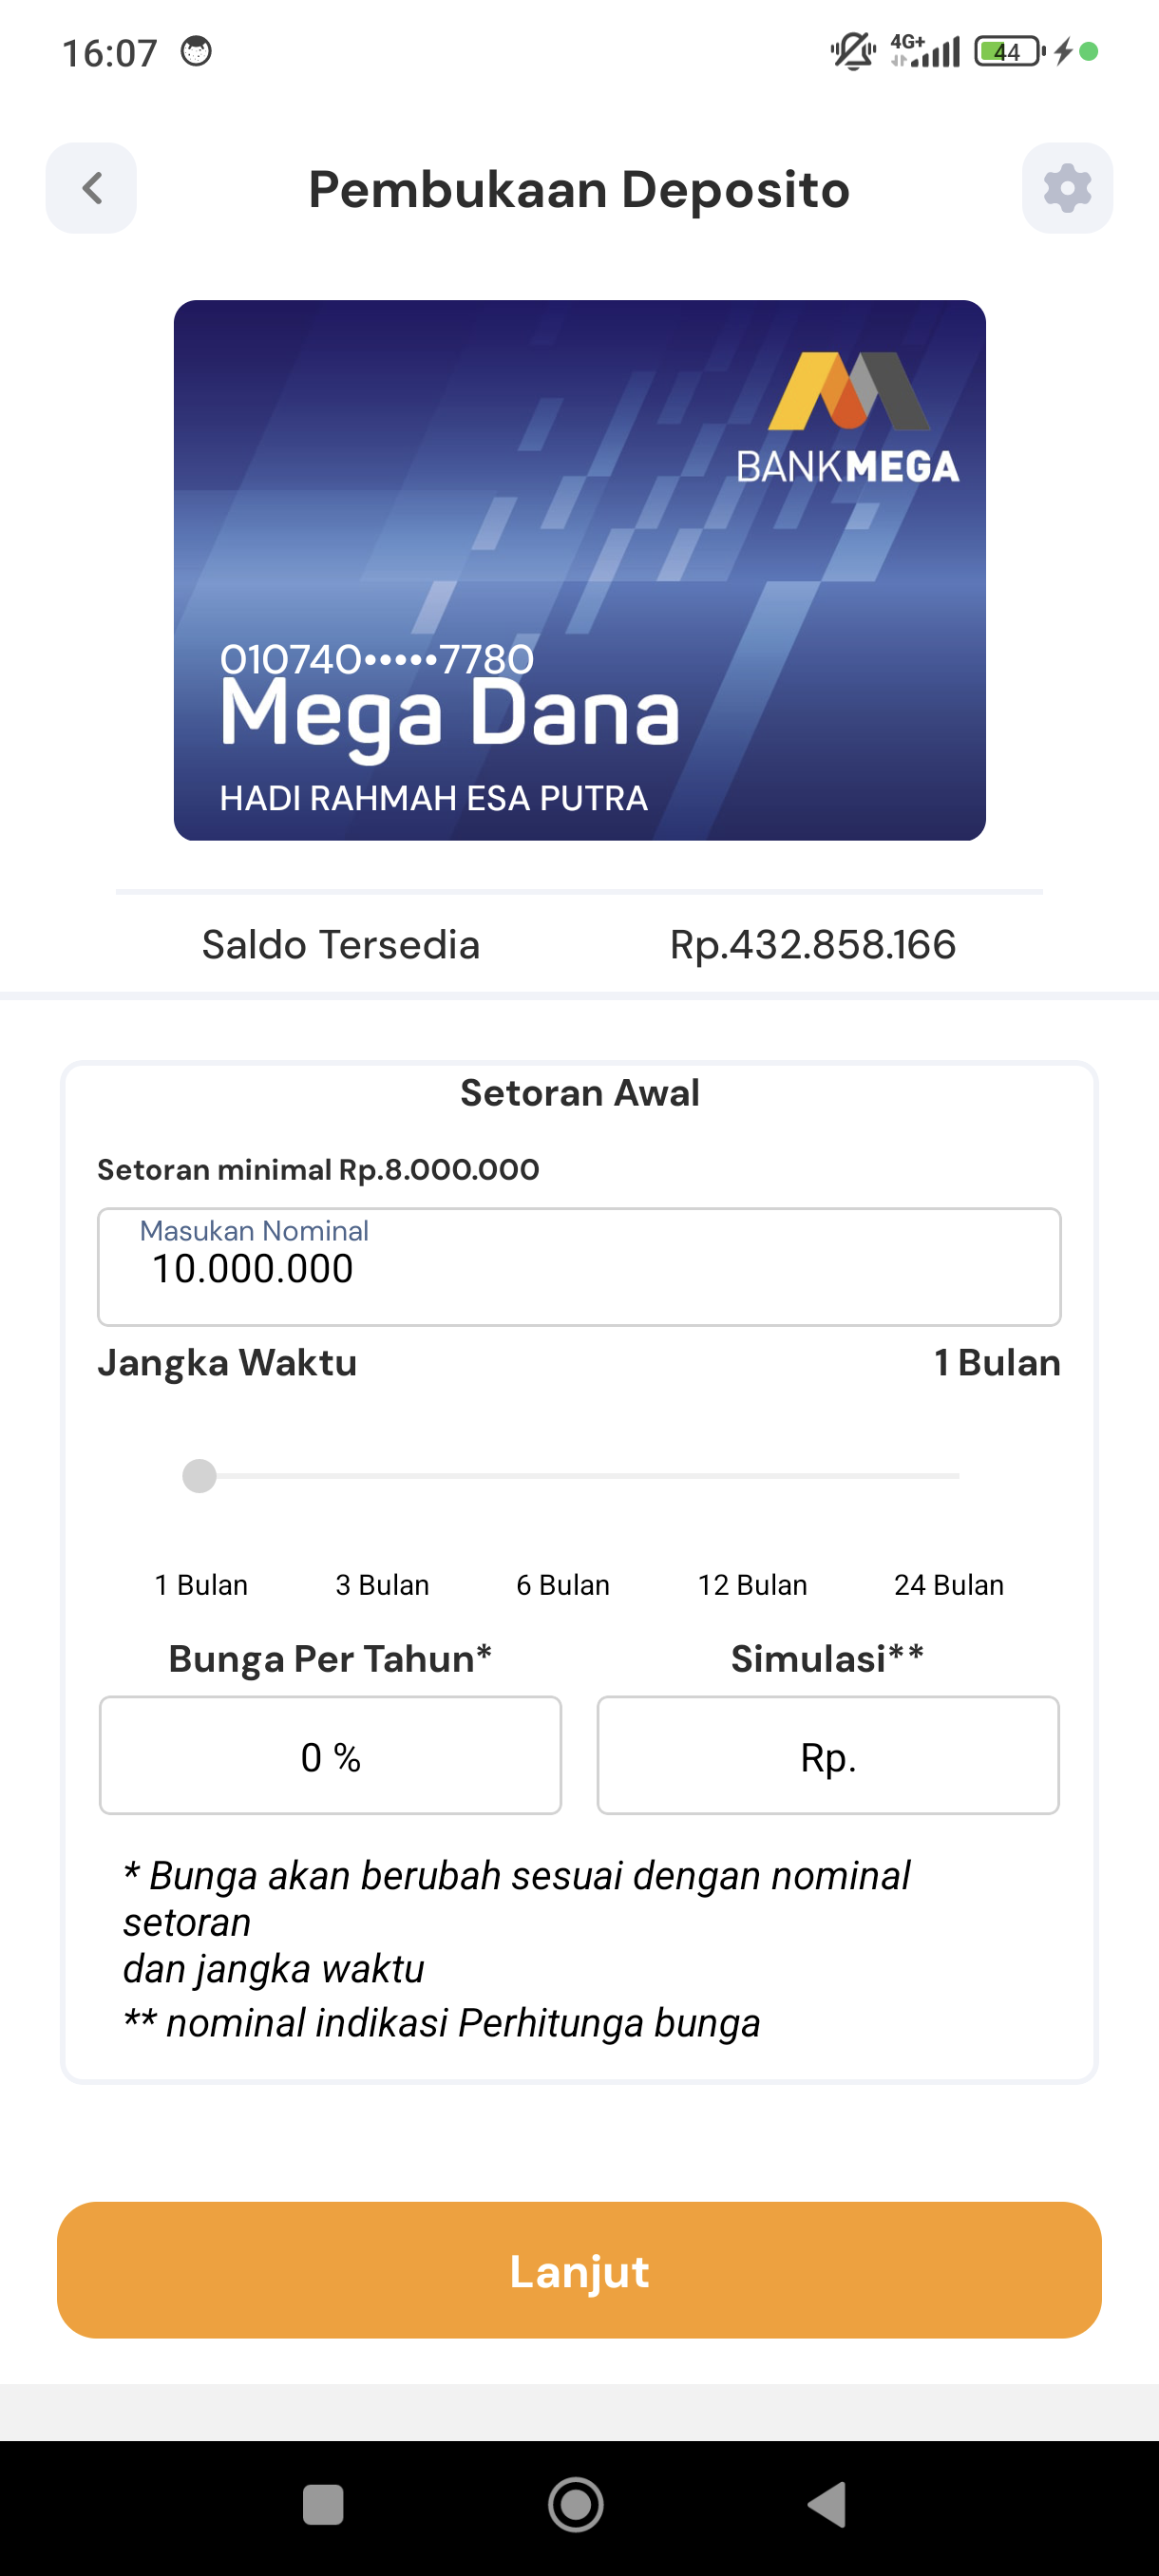 16:07
4G+
44
Pembukaan Deposito
BANKMEGA
010740•••••7780
Mega Dana
HADI RAHMAH ESA PUTRA
Saldo Tersedia Rp.432.858.166
Setoran Awal
Setoran minimal Rp.8.000.000
Masukan Nominal
10.000.000
Jangka Waktu 1 Bulan
1 Bulan 3 Bulan 6 Bulan 12 Bulan 24 Bulan
Bunga Per Tahun* Simulasi**
0 % Rp.
* Bunga akan berubah sesuai dengan nominal
setoran
dan jangka waktu
** nominal indikasi Perhitunga bunga
Lanjut